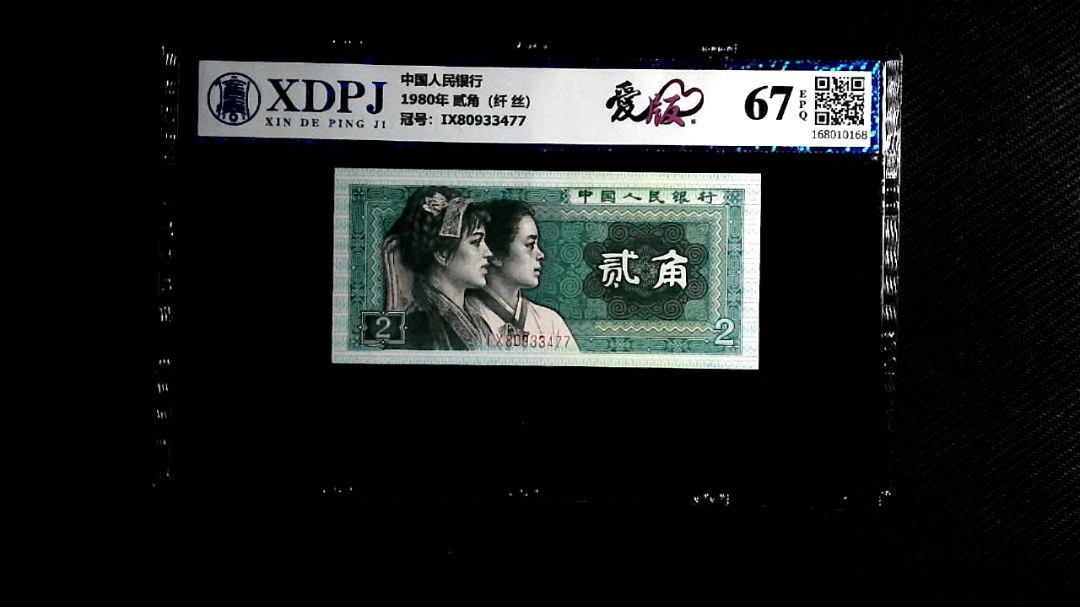 XDPJ
XIN DE PING JI
中国人民银行
1980年 贰角 (纤 丝)
冠号: IX80933477
爱版
67
EPQ
168010168
中国人民银行
贰角
2
2
IX80933477